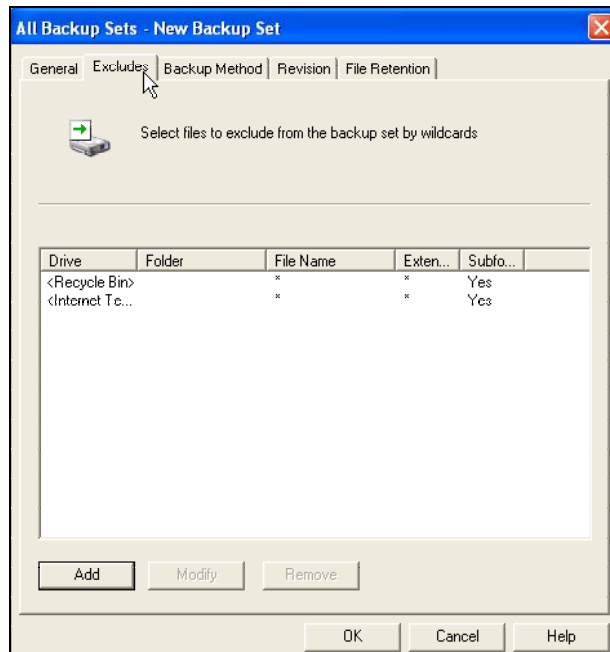 All Backup Sets - New Backup Set
General Excludes Backup Method Revision File Retention
Select files to exclude from the backup set by wildcards
Drive Folder File Name Exten... Subfo...
<Recycle Bin> * * Yes
<Internet Te... * * Yes
Add Modify Remove
OK Cancel Help